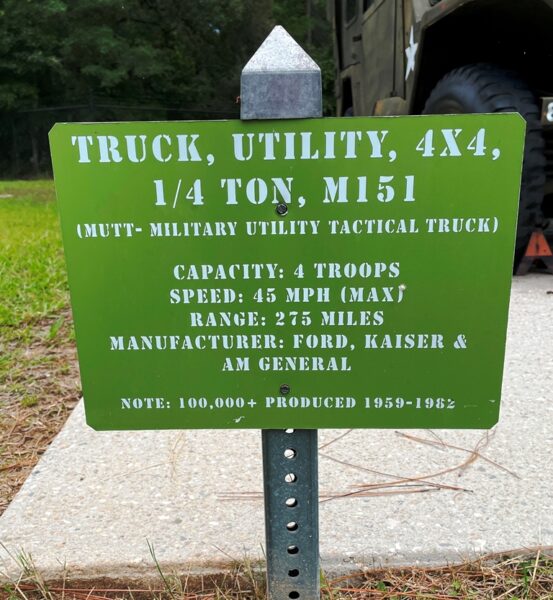 TRUCK, UTILITY, 4X4,
1/4 TON, M151
(MUTT- MILITARY UTILITY TACTICAL TRUCK)
CAPACITY: 4 TROOPS
SPEED: 45 MPH (MAX)
RANGE: 275 MILES
MANUFACTURER: FORD, KAISER &
AM GENERAL
NOTE: 100,000+ PRODUCED 1959-1982